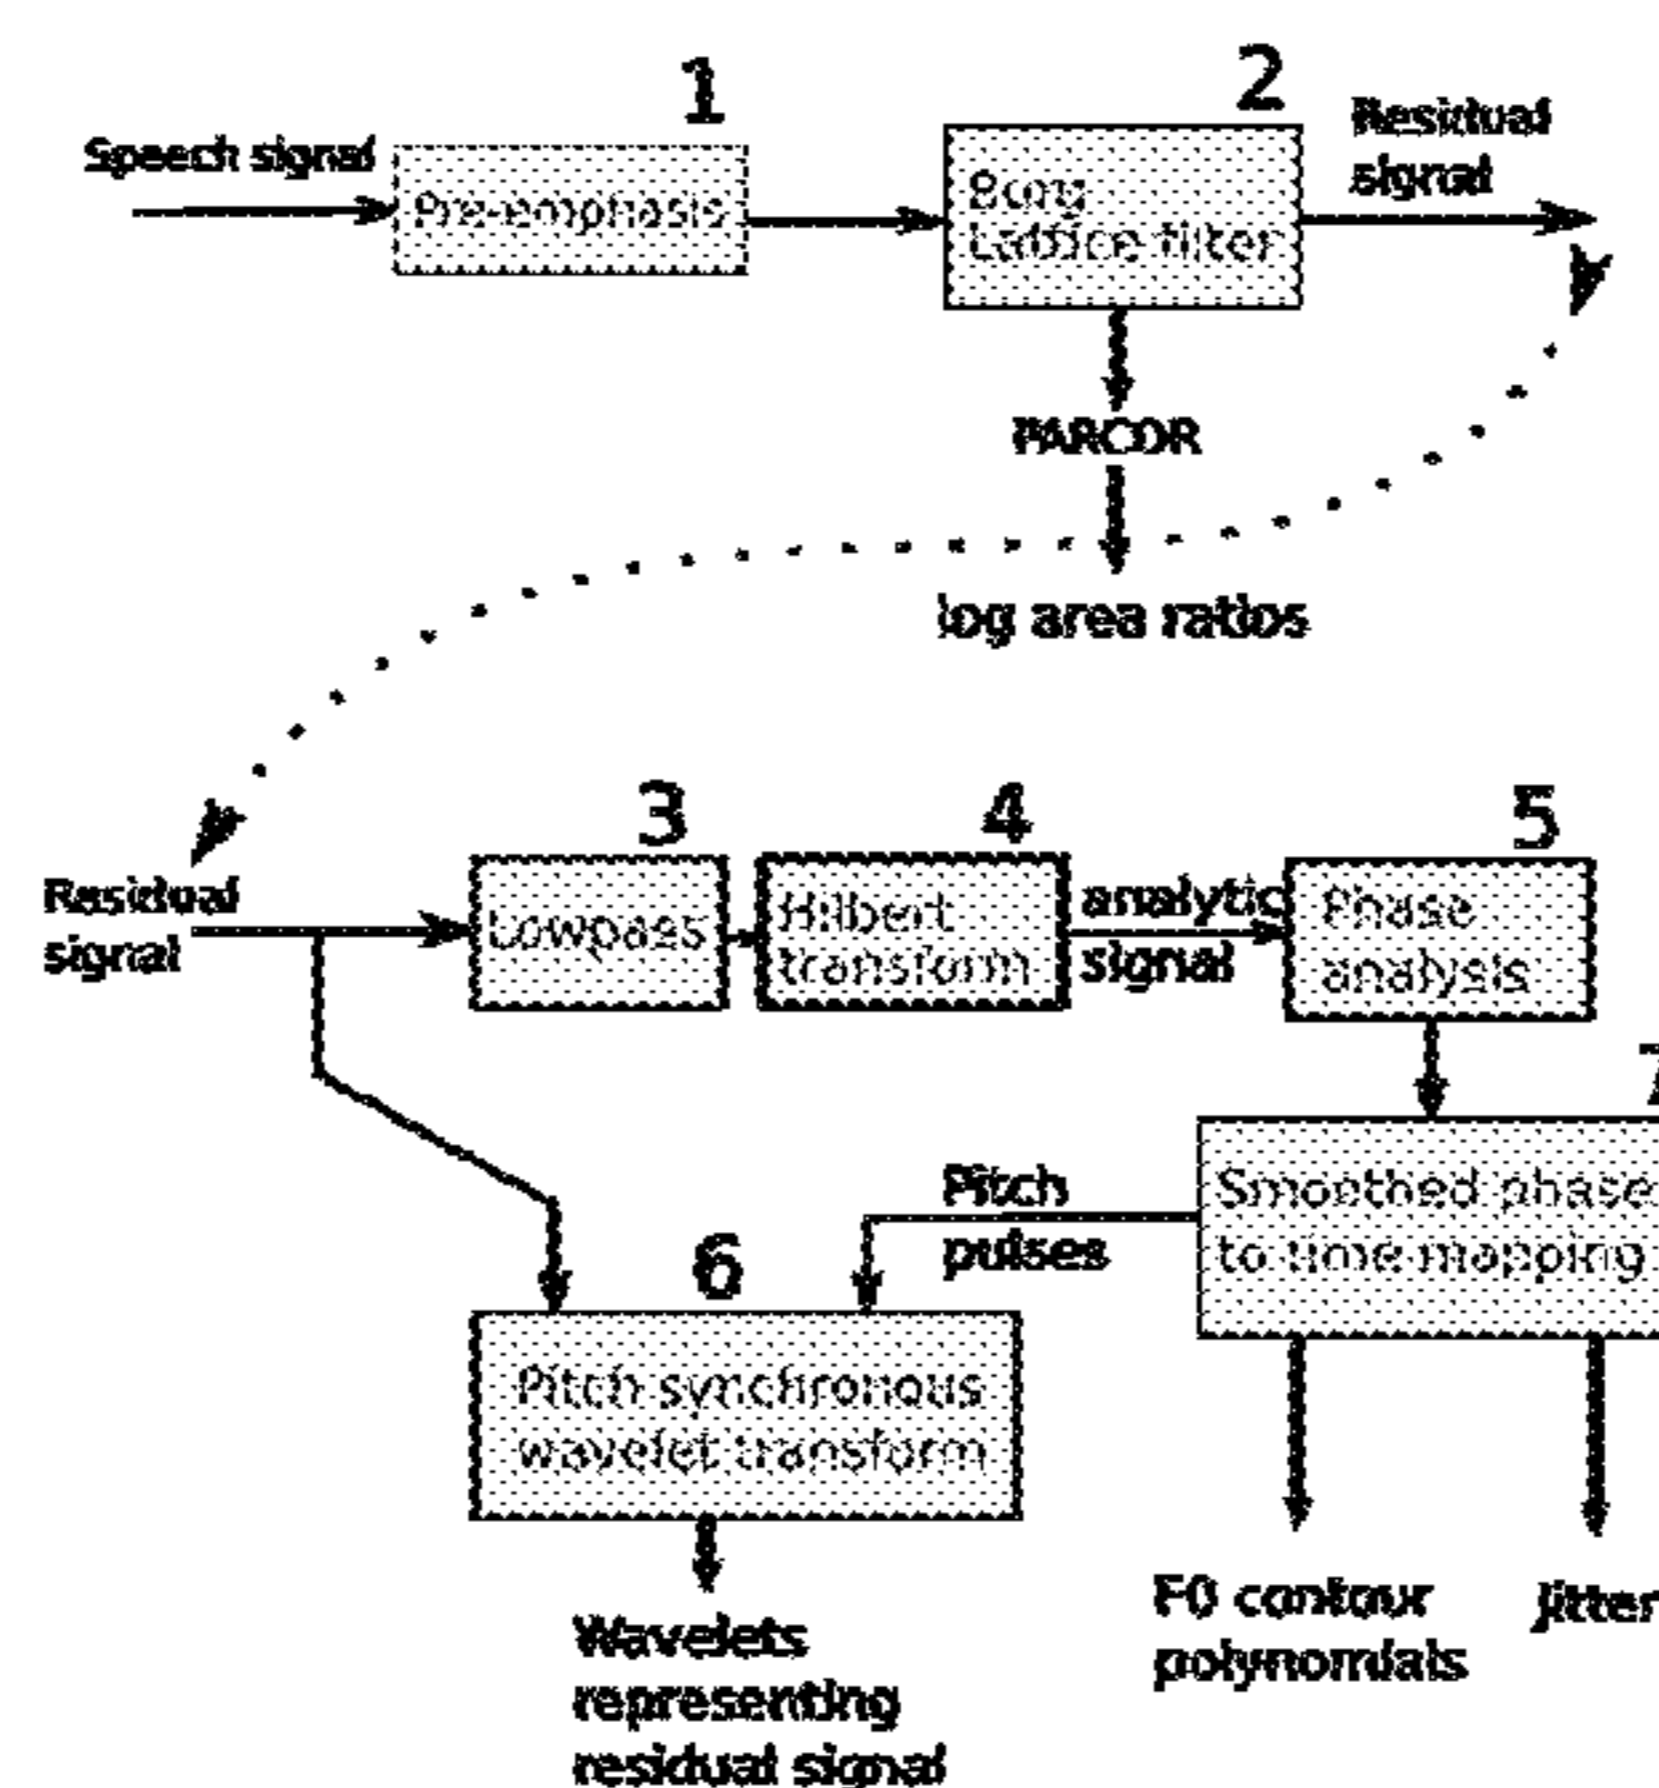 1
2
Speech signal
Pre-emphasis
Burg
Lattice filter
Residual
signal
PARCOR
log area ratios
3
4
5
Residual
signal
Lowpass
Hilbert
transform
analytic
signal
Phase
analysis
7
Smoothed phase
to time mapping
Pitch
pulses
6
Pitch synchronous
wavelet transform
F0 contour
polynomials
Jitter
Wavelets
representing
residual signal